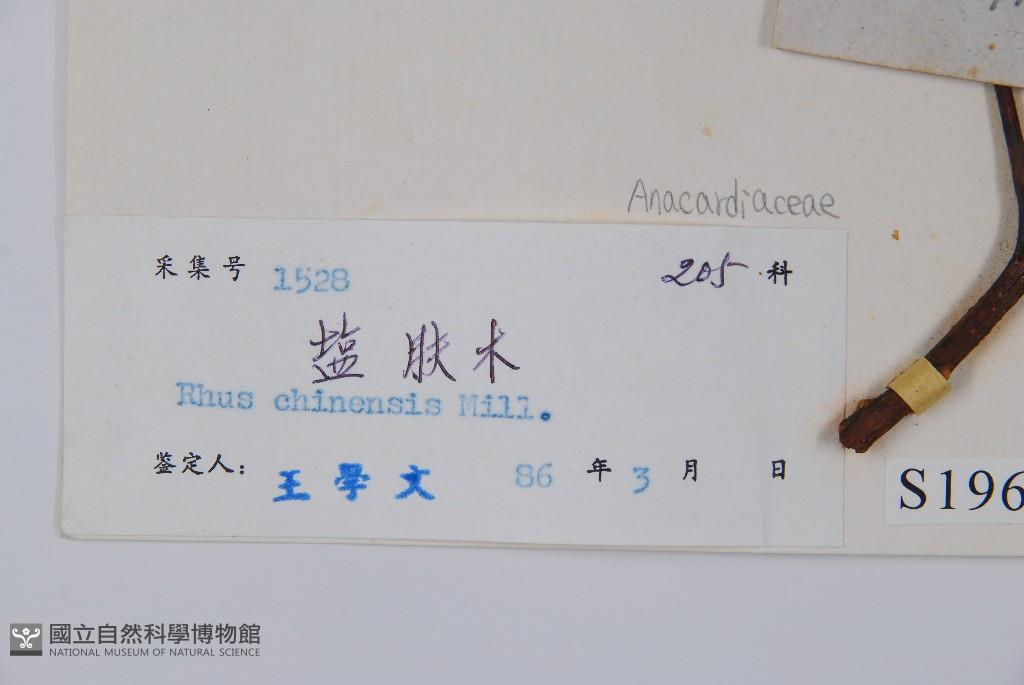 Anacardiaceae
采集号 1528 205 科
盐肤木
Rhus chinensis Mill.
鉴定人: 王學文 86 年 3 月 日
S196
國立自然科學博物館
NATIONAL MUSEUM OF NATURAL SCIENCE